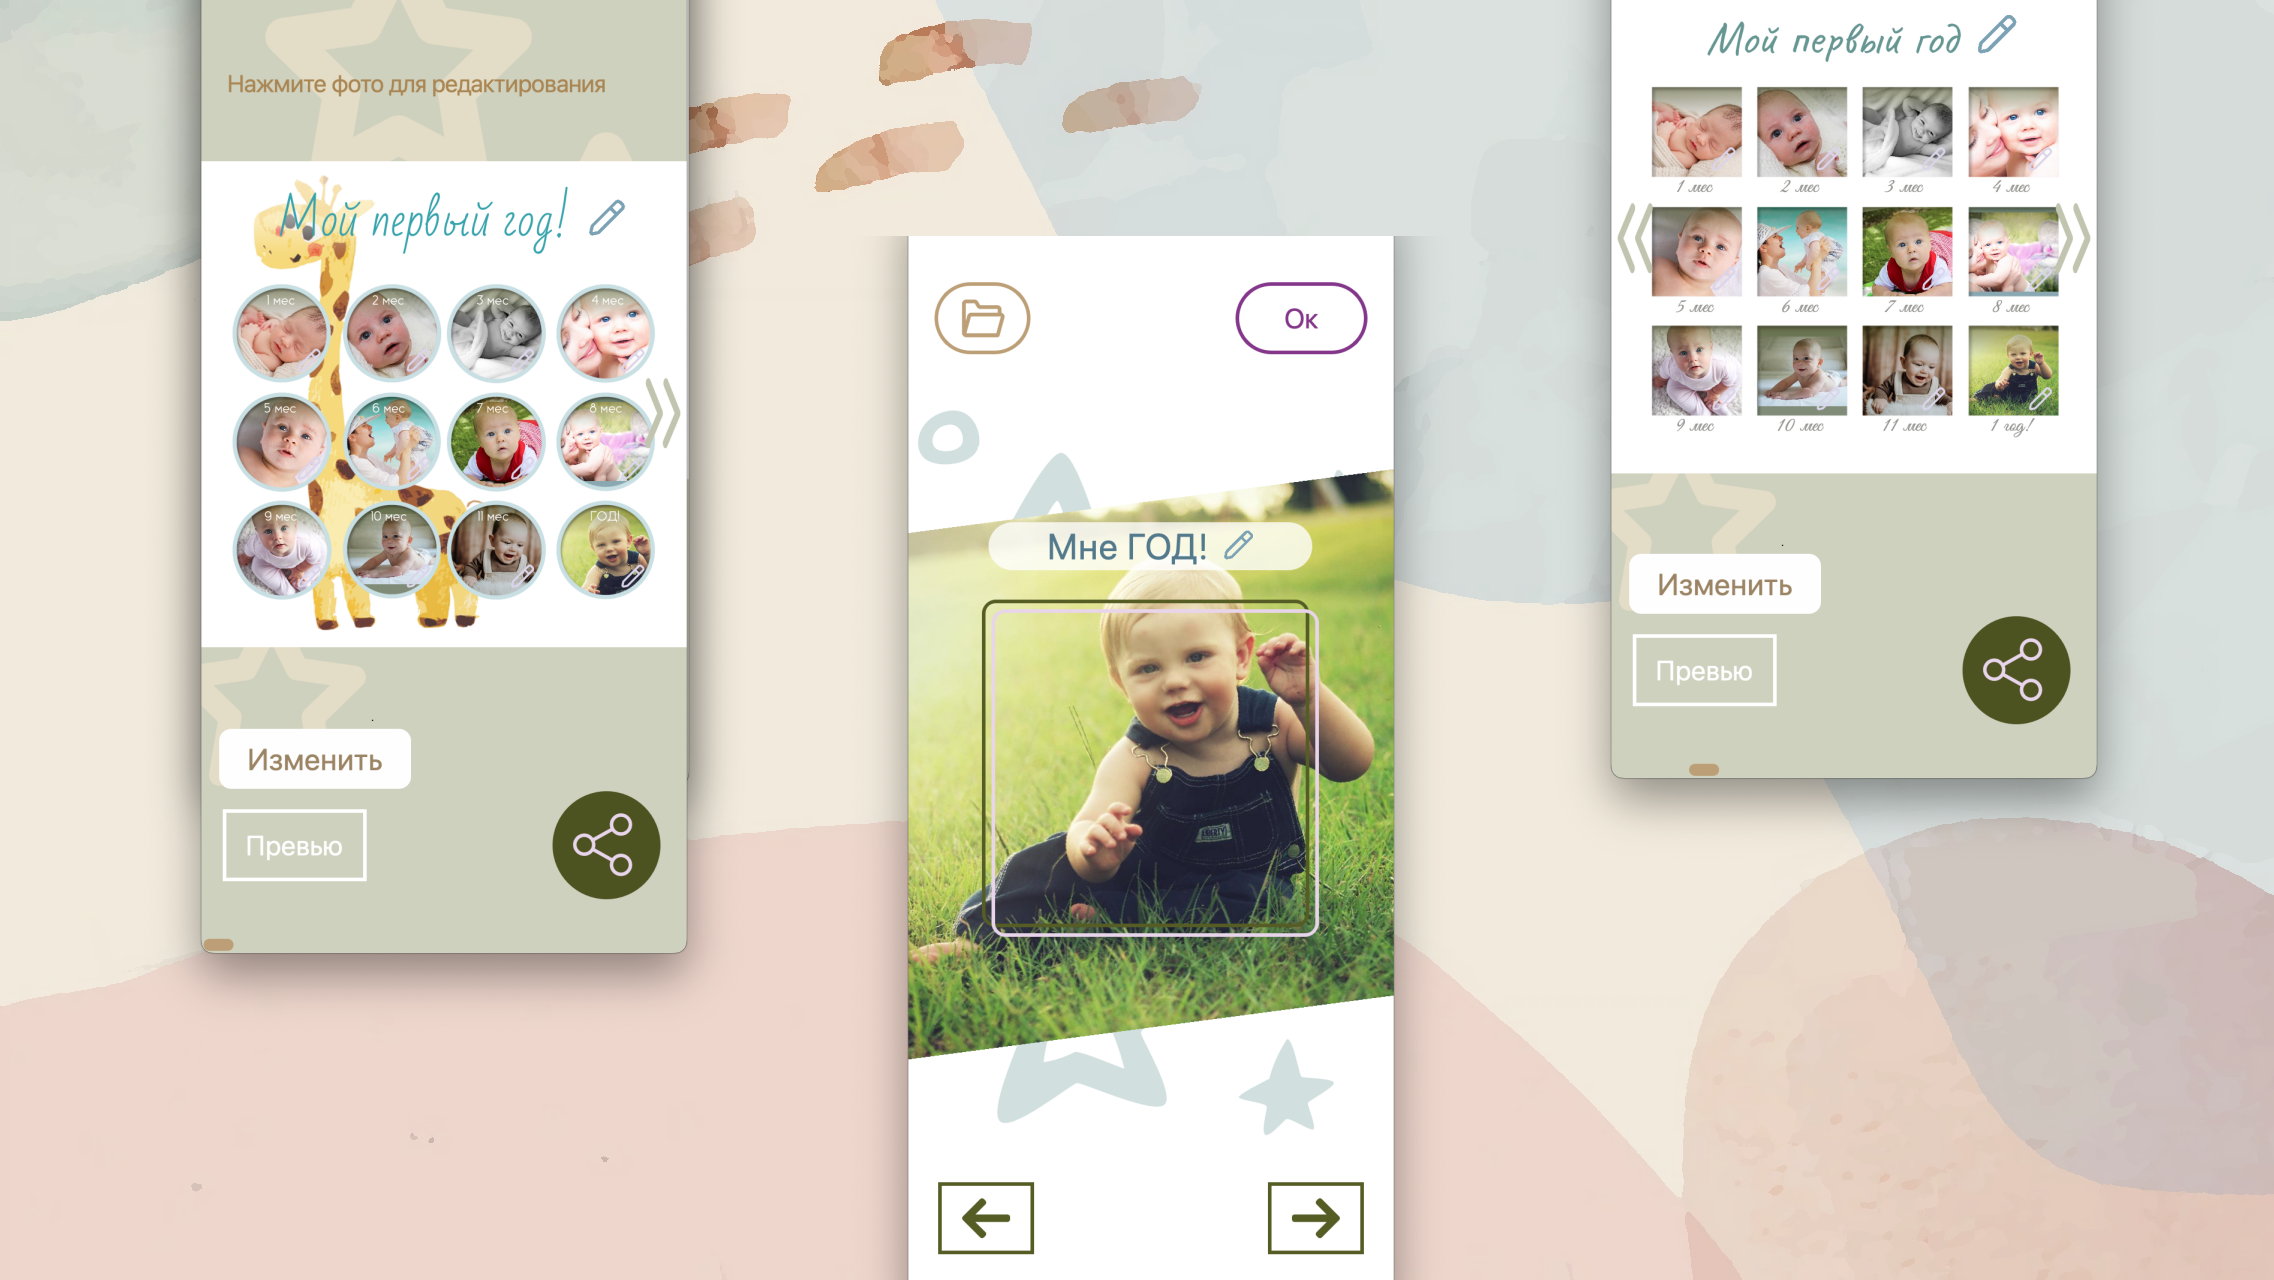 Нажмите фото для редактирования
Мой первый год!
1 мес
2 мес
3 мес
4 мес
5 мес
6 мес
7 мес
8 мес
9 мес
10 мес
11 мес
ГОД!
Изменить
Превью
Ок
Мне ГОД!
Мой первый год
1 мес
2 мес
3 мес
4 мес
5 мес
6 мес
7 мес
8 мес
9 мес
10 мес
11 мес
1 год!
Изменить
Превью